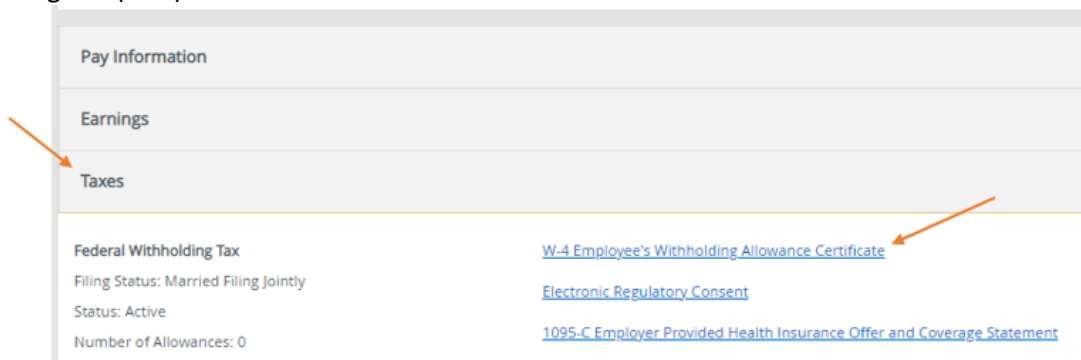 Pay Information
Earnings
Taxes
Federal Withholding Tax
Filing Status: Married Filing Jointly
Status: Active
Number of Allowances: 0
W-4 Employee's Withholding Allowance Certificate
Electronic Regulatory Consent
1095-C Employer Provided Health Insurance Offer and Coverage Statement